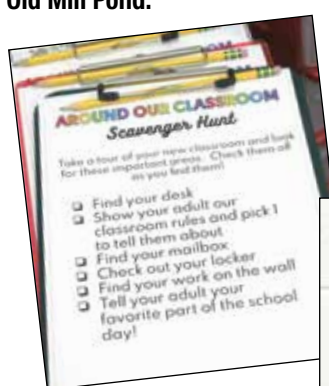 Old Mill Pond.
AROUND OUR CLASSROOM
Scavenger Hunt
Take a tour of your new classroom and look
for these important areas. Check them off
as you find them!
❏ Find your desk
❏ Show your adult our
classroom rules and pick 1
to tell them about
❏ Find your mailbox
❏ Check out your locker
❏ Find your work on the wall
❏ Tell your adult your
favorite part of the school
day!